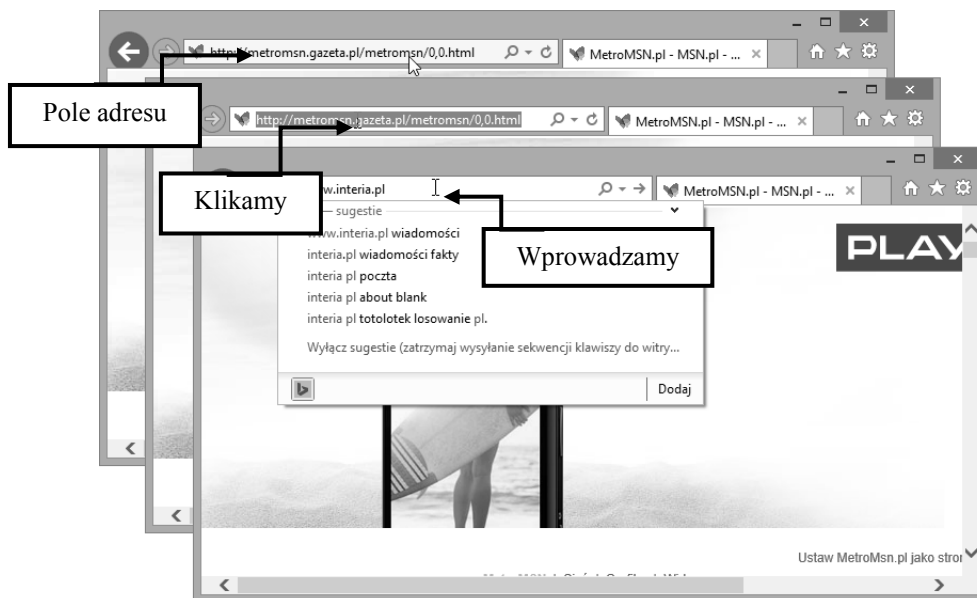 http://metromsn.gazeta.pl/metromsn/0,0.html MetroMSN.pl - MSN.pl - ...
Pole adresu
http://metromsn.gazeta.pl/metromsn/0,0.html MetroMSN.pl - MSN.pl - ...
Klikamy
w.interia.pl MetroMSN.pl - MSN.pl - ...
sugestie
www.interia.pl wiadomości
Wprowadzamy
PLAY
interia.pl wiadomości fakty
interia pl poczta
interia pl about blank
interia pl totolotek losowanie pl.
Wyłącz sugestie (zatrzymaj wysyłanie sekwencji klawiszy do witry...
Dodaj
Ustaw MetroMsn.pl jako stron